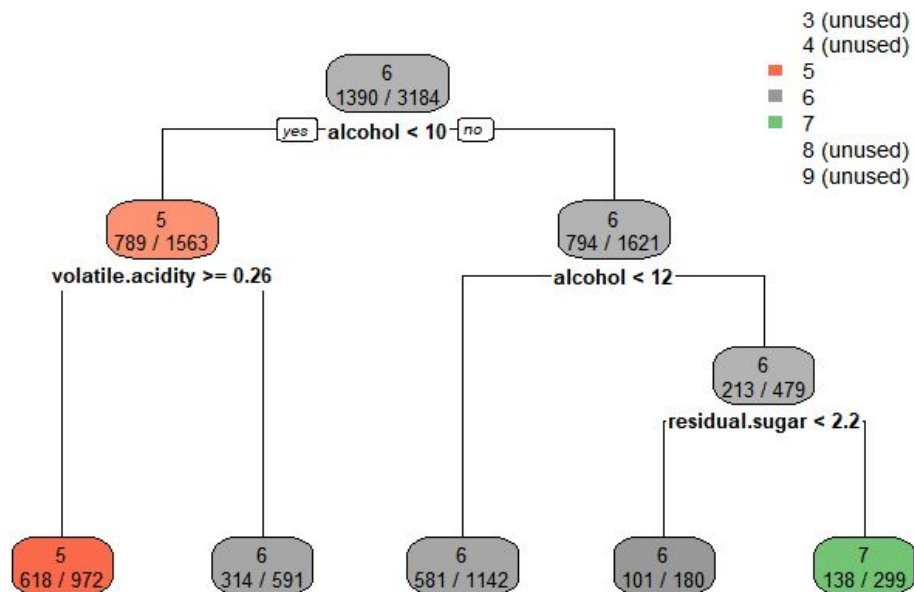 3 (unused)
4 (unused)
5
6
7
8 (unused)
9 (unused)
6
1390 / 3184
yes alcohol < 10 no
5
789 / 1563
volatile.acidity >= 0.26
6
794 / 1621
alcohol < 12
6
213 / 479
residual.sugar < 2.2
5
618 / 972
6
314 / 591
6
581 / 1142
6
101 / 180
7
138 / 299